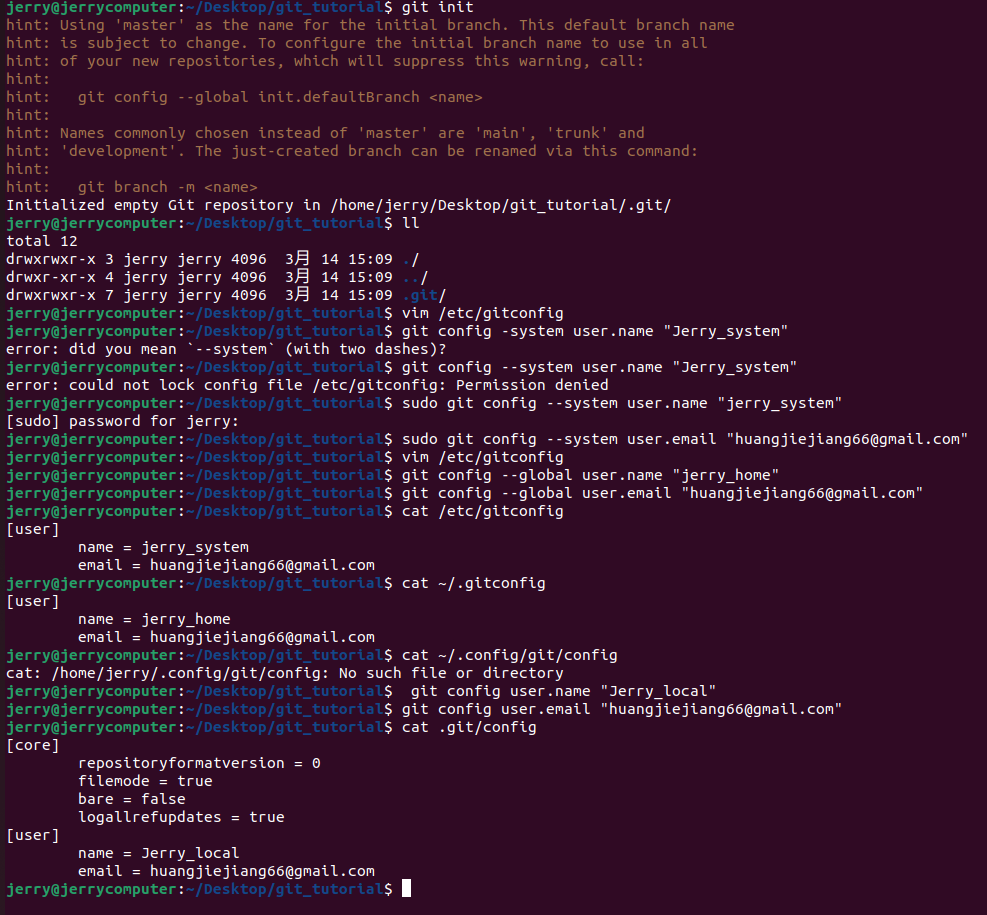 jerry@jerrycomputer:~/Desktop/git_tutorial$ git init
hint: Using 'master' as the name for the initial branch. This default branch name
hint: is subject to change. To configure the initial branch name to use in all
hint: of your new repositories, which will suppress this warning, call:
hint:
hint:   git config --global init.defaultBranch <name>
hint:
hint: Names commonly chosen instead of 'master' are 'main', 'trunk' and
hint: 'development'. The just-created branch can be renamed via this command:
hint:
hint:   git branch -m <name>
Initialized empty Git repository in /home/jerry/Desktop/git_tutorial/.git/
jerry@jerrycomputer:~/Desktop/git_tutorial$ ll
total 12
drwxrwxr-x 3 jerry jerry 4096  3月 14 15:09 ./
drwxr-xr-x 4 jerry jerry 4096  3月 14 15:09 ../
drwxrwxr-x 7 jerry jerry 4096  3月 14 15:09 .git/
jerry@jerrycomputer:~/Desktop/git_tutorial$ vim /etc/gitconfig
jerry@jerrycomputer:~/Desktop/git_tutorial$ git config -system user.name "Jerry_system"
error: did you mean `--system` (with two dashes)?
jerry@jerrycomputer:~/Desktop/git_tutorial$ git config --system user.name "Jerry_system"
error: could not lock config file /etc/gitconfig: Permission denied
jerry@jerrycomputer:~/Desktop/git_tutorial$ sudo git config --system user.name "jerry_system"
[sudo] password for jerry:
jerry@jerrycomputer:~/Desktop/git_tutorial$ sudo git config --system user.email "huangjiejiang66@gmail.com"
jerry@jerrycomputer:~/Desktop/git_tutorial$ vim /etc/gitconfig
jerry@jerrycomputer:~/Desktop/git_tutorial$ git config --global user.name "jerry_home"
jerry@jerrycomputer:~/Desktop/git_tutorial$ git config --global user.email "huangjiejiang66@gmail.com"
jerry@jerrycomputer:~/Desktop/git_tutorial$ cat /etc/gitconfig
[user]
        name = jerry_system
        email = huangjiejiang66@gmail.com
jerry@jerrycomputer:~/Desktop/git_tutorial$ cat ~/.gitconfig
[user]
        name = jerry_home
        email = huangjiejiang66@gmail.com
jerry@jerrycomputer:~/Desktop/git_tutorial$ cat ~/.config/git/config
cat: /home/jerry/.config/git/config: No such file or directory
jerry@jerrycomputer:~/Desktop/git_tutorial$  git config user.name "Jerry_local"
jerry@jerrycomputer:~/Desktop/git_tutorial$ git config user.email "huangjiejiang66@gmail.com"
jerry@jerrycomputer:~/Desktop/git_tutorial$ cat .git/config
[core]
        repositoryformatversion = 0
        filemode = true
        bare = false
        logallrefupdates = true
[user]
        name = Jerry_local
        email = huangjiejiang66@gmail.com
jerry@jerrycomputer:~/Desktop/git_tutorial$